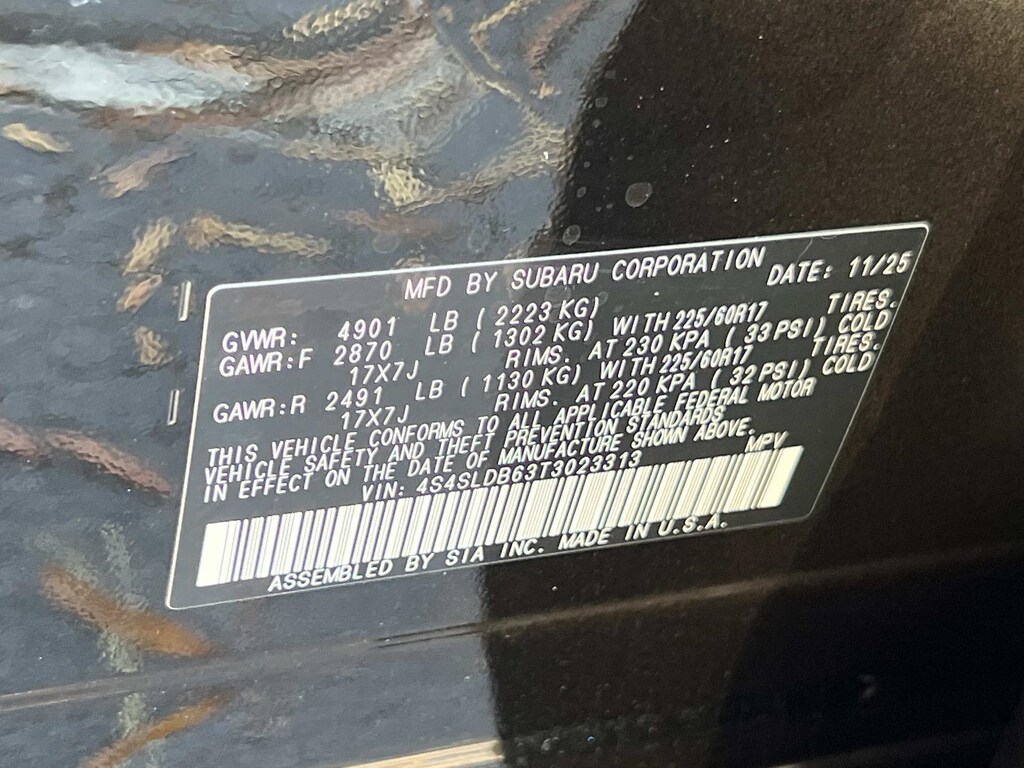 MFD BY SUBARU CORPORATION DATE: 11/25
GVWR: 4901 LB ( 2223 KG)
GAWR:F 2870 LB ( 1302 KG) WITH 225/60R17 TIRES.
17X7J RIMS. AT 230 KPA ( 33 PSI) COLD
GAWR:R 2491 LB ( 1130 KG) WITH 225/60R17 TIRES.
17X7J RIMS. AT 220 KPA ( 32 PSI) COLD
THIS VEHICLE CONFORMS TO ALL APPLICABLE FEDERAL MOTOR
VEHICLE SAFETY AND THEFT PREVENTION STANDARDS
IN EFFECT ON THE DATE OF MANUFACTURE SHOWN ABOVE.
VIN: 4S4SLDB63T3023313 MPV
ASSEMBLED BY SIA INC. MADE IN U.S.A.